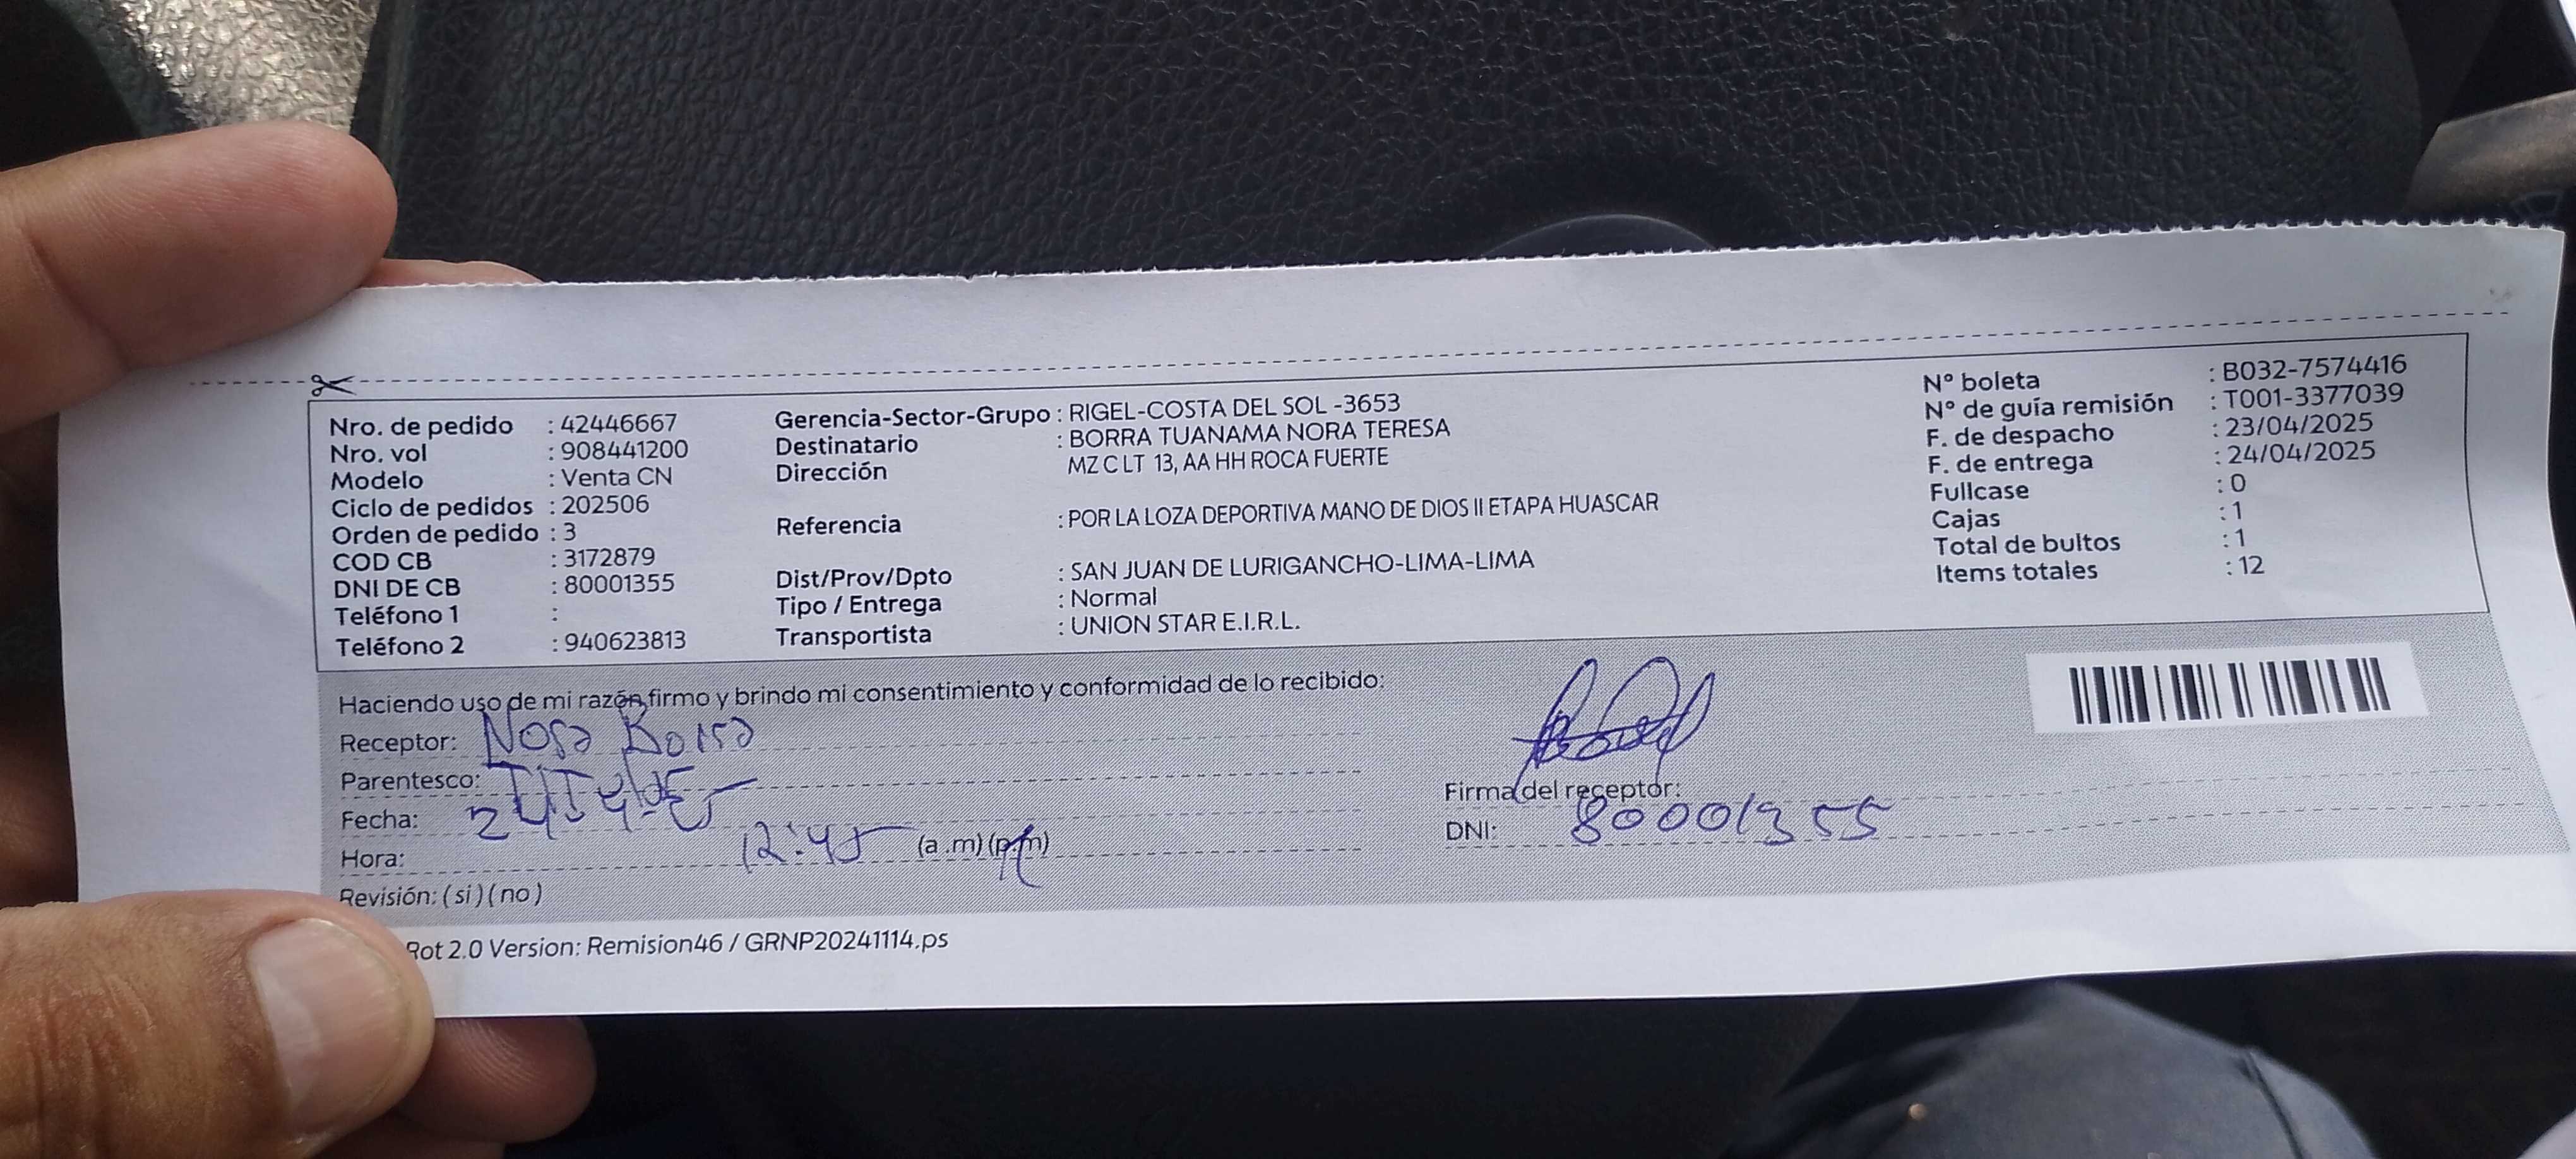 Nro. de pedido : 42446667
Nro. vol : 908441200
Modelo : Venta CN
Ciclo de pedidos : 202506
Orden de pedido : 3
COD CB : 3172879
DNI DE CB : 80001355
Teléfono 1 :
Teléfono 2 : 940623813
Gerencia-Sector-Grupo : RIGEL-COSTA DEL SOL -3653
Destinatario : BORRA TUANAMA NORA TERESA
Dirección MZ C LT 13, AA HH ROCA FUERTE
Referencia : POR LA LOZA DEPORTIVA MANO DE DIOS II ETAPA HUASCAR
Dist/Prov/Dpto : SAN JUAN DE LURIGANCHO-LIMA-LIMA
Tipo / Entrega : Normal
Transportista : UNION STAR E.I.R.L.
N° boleta : B032-7574416
N° de guía remisión : T001-3377039
F. de despacho : 23/04/2025
F. de entrega : 24/04/2025
Fullcase : 0
Cajas : 1
Total de bultos : 1
Items totales : 12
Haciendo uso de mi razón, firmo y brindo mi consentimiento y conformidad de lo recibido:
Receptor: Nora Borra
Parentesco:
Fecha:
Hora: 12:45 (a .m) (p.m)
Revisión: ( si ) ( no )
Firma del receptor:
DNI: 80001355
Rot 2.0 Version: Remision46 / GRNP20241114.ps